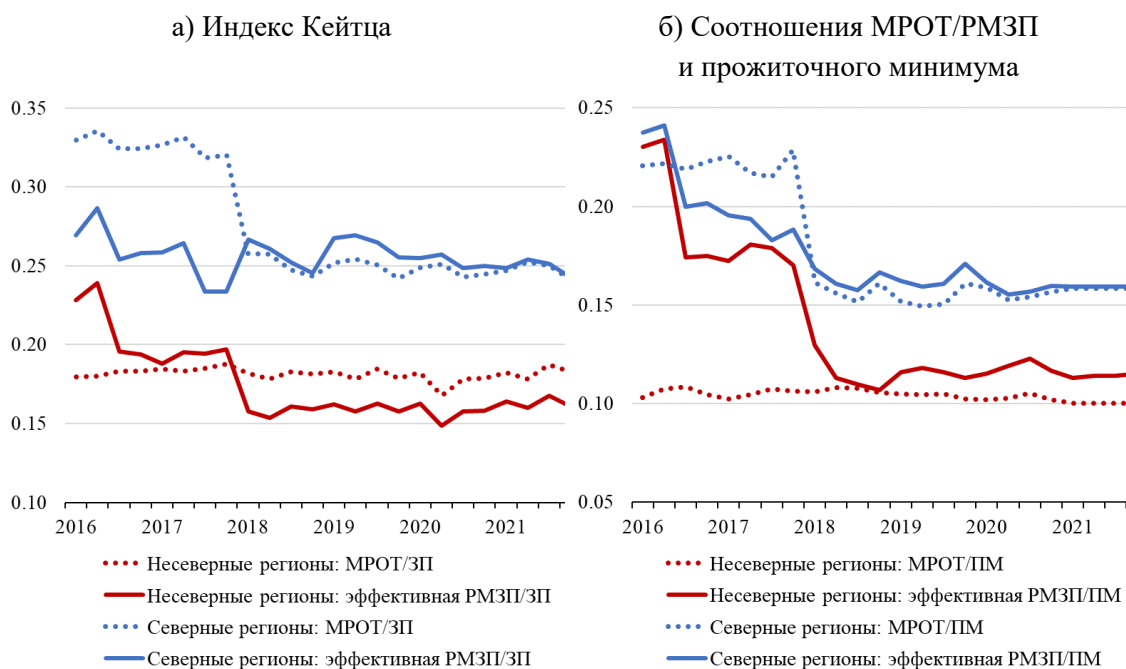 а) Индекс Кейтца
0.35
0.30
0.25
0.20
0.15
0.10
2016 2017 2018 2019 2020 2021
Несеверные регионы: МРОТ/ЗП
Несеверные регионы: эффективная РМЗП/ЗП
Северные регионы: МРОТ/ЗП
Северные регионы: эффективная РМЗП/ЗП
б) Соотношения МРОТ/РМЗП
и прожиточного минимума
0.25
0.20
0.15
0.10
0.05
2016 2017 2018 2019 2020 2021
Несеверные регионы: МРОТ/ПМ
Несеверные регионы: эффективная РМЗП/ПМ
Северные регионы: МРОТ/ПМ
Северные регионы: эффективная РМЗП/ПМ